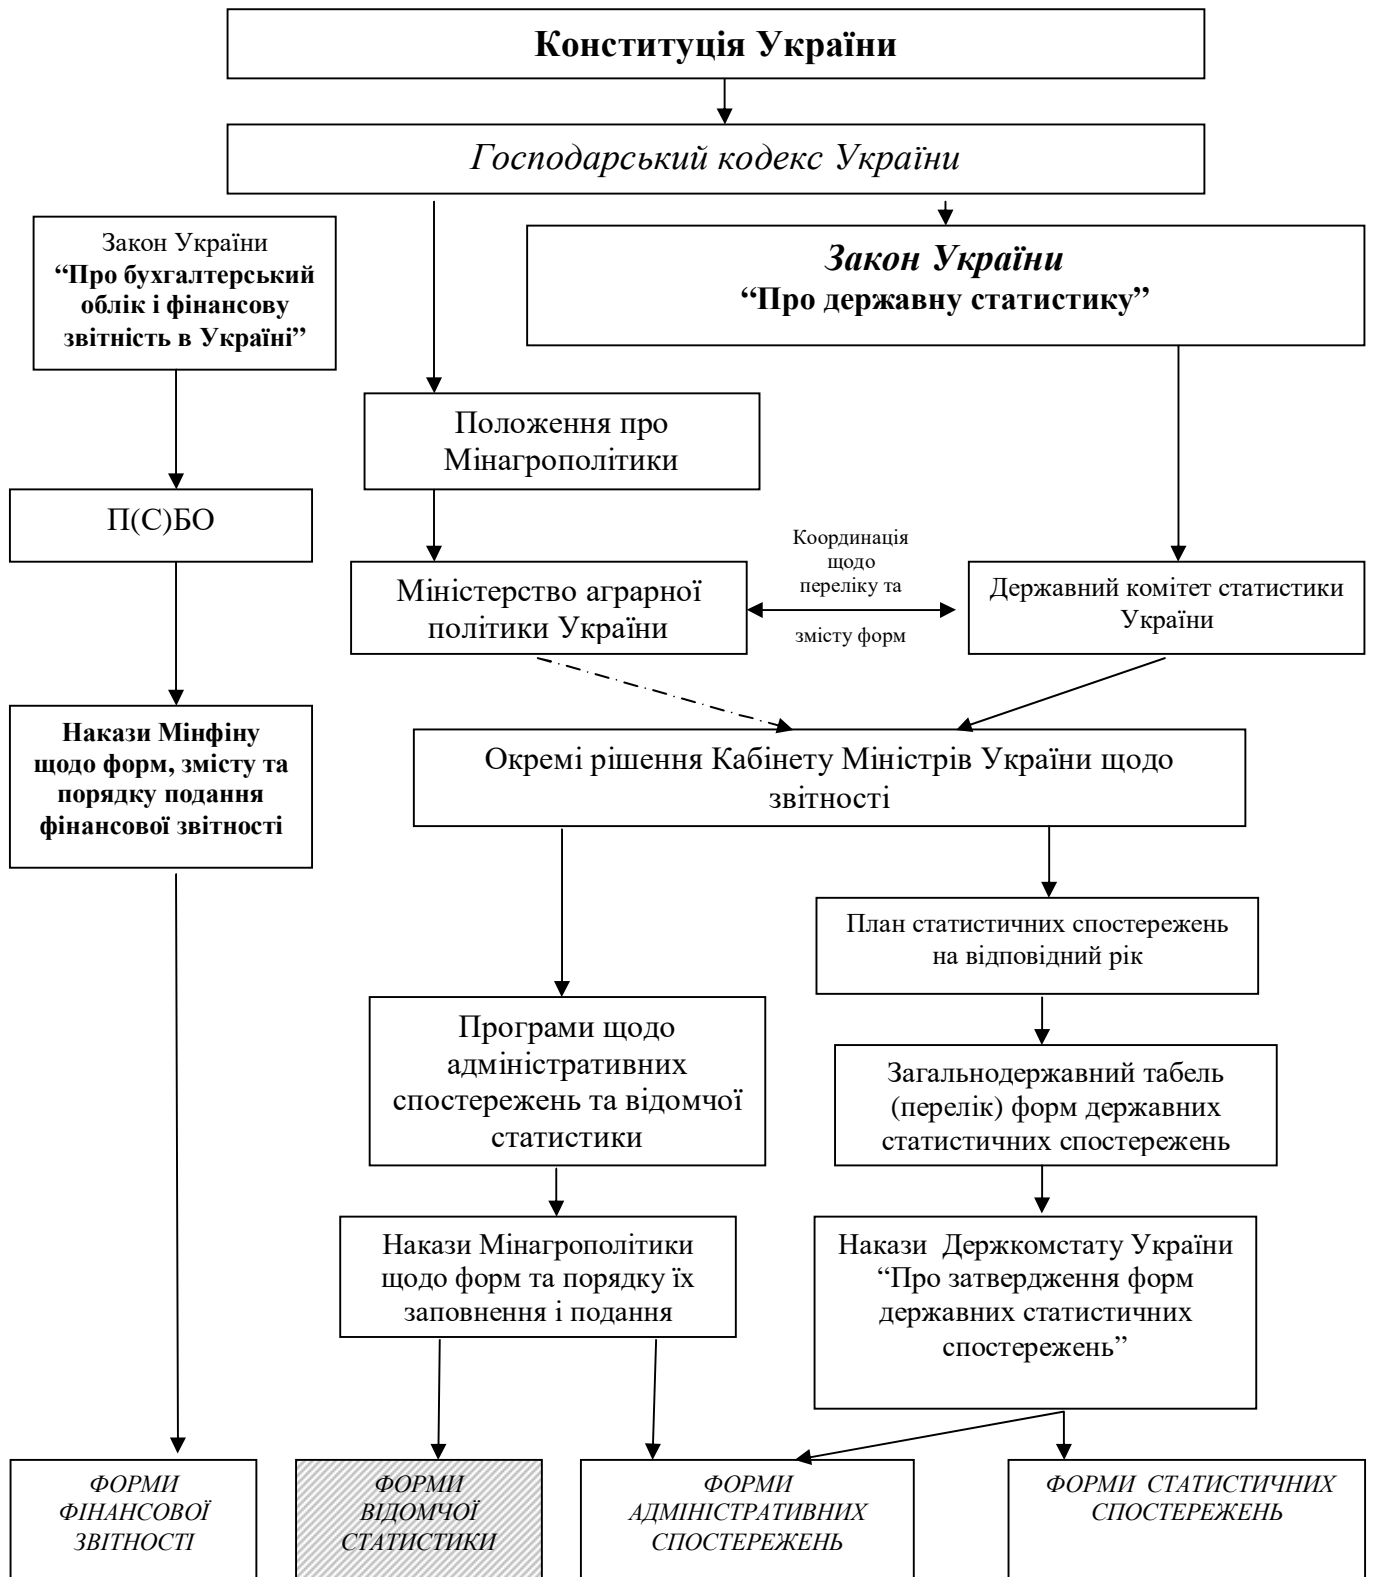 Конституція України
Господарський кодекс України
Закон України
“Про бухгалтерський
облік і фінансову
звітність в Україні”
Закон України
“Про державну статистику”
Положення про
Мінагрополітики
П(С)БО
Міністерство аграрної
політики України
Координація
щодо
переліку та
змісту форм
Державний комітет статистики
України
Накази Мінфіну
щодо форм, змісту та
порядку подання
фінансової звітності
Окремі рішення Кабінету Міністрів України щодо
звітності
План статистичних спостережень
на відповідний рік
Програми щодо
адміністративних
спостережень та відомчої
статистики
Загальнодержавний табель
(перелік) форм державних
статистичних спостережень
Накази Мінагрополітики
щодо форм та порядку їх
заповнення і подання
Накази  Держкомстату України
“Про затвердження форм
державних статистичних
спостережень”
ФОРМИ
ФІНАНСОВОЇ
ЗВІТНОСТІ
ФОРМИ
ВІДОМЧОЇ
СТАТИСТИКИ
ФОРМИ
АДМІНІСТРАТИВНИХ
СПОСТЕРЕЖЕНЬ
ФОРМИ  СТАТИСТИЧНИХ
СПОСТЕРЕЖЕНЬ